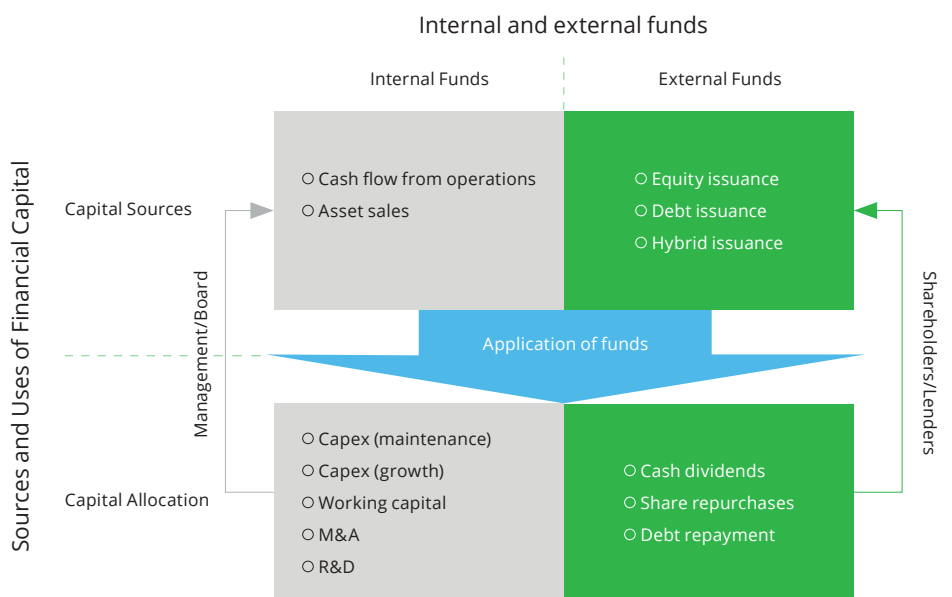 Internal and external funds
Internal Funds
External Funds
Sources and Uses of Financial Capital
Capital Sources
Cash flow from operations
Asset sales
Equity issuance
Debt issuance
Hybrid issuance
Management/Board
Application of funds
Shareholders/Lenders
Capital Allocation
Capex (maintenance)
Capex (growth)
Working capital
M&A
R&D
Cash dividends
Share repurchases
Debt repayment